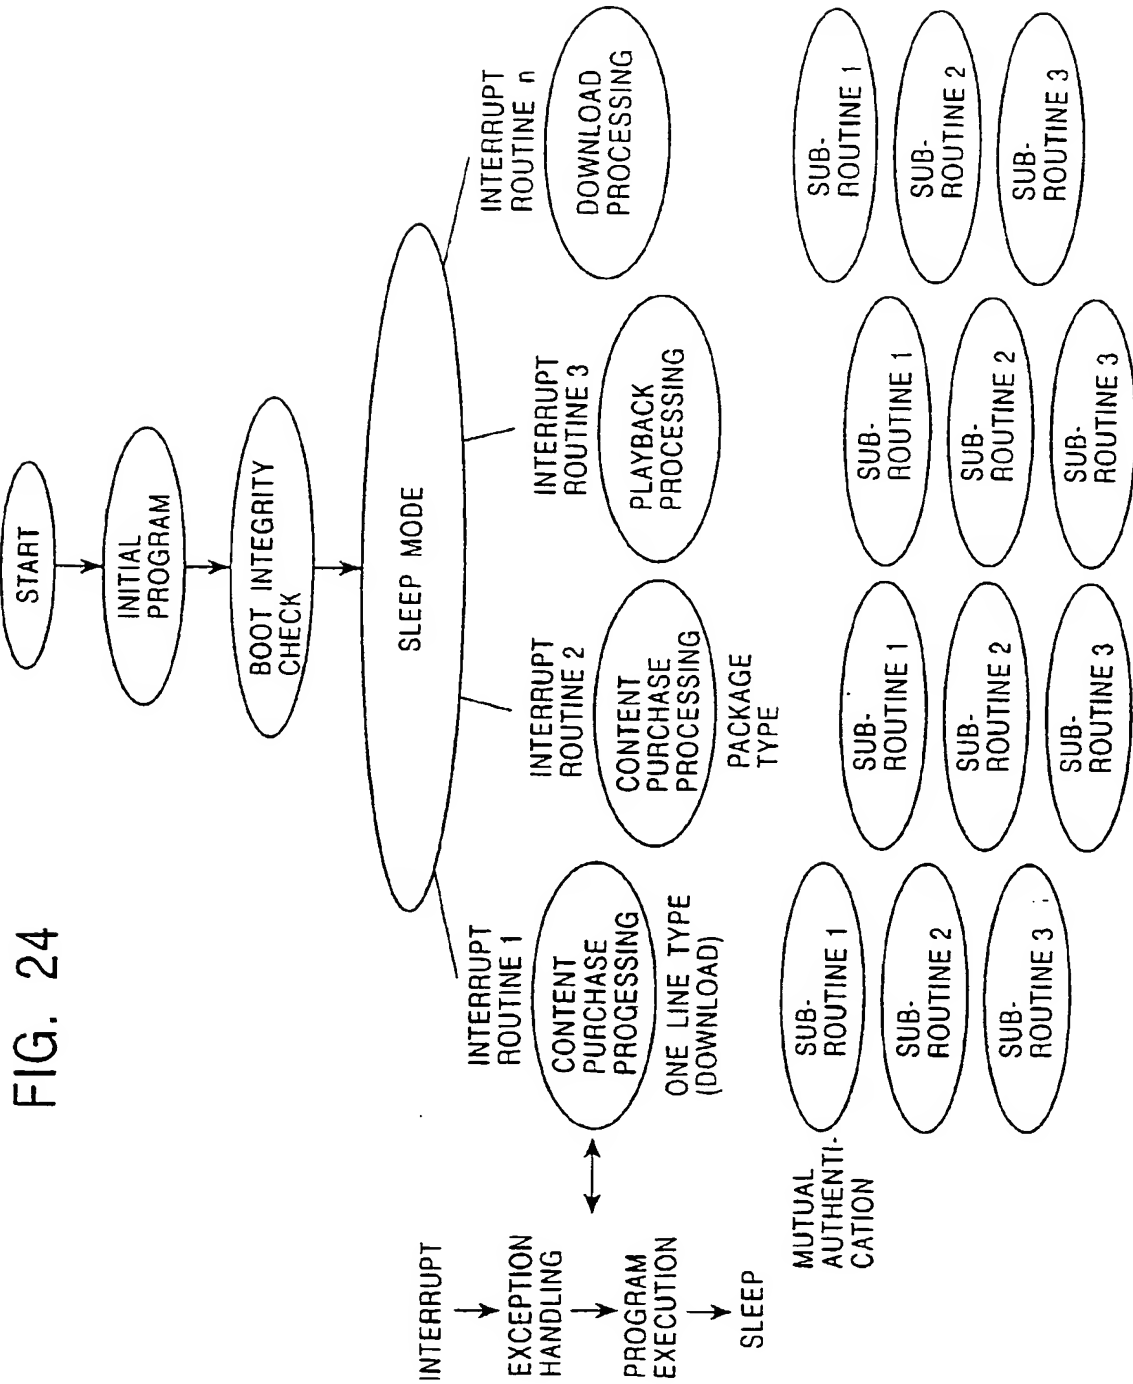 FIG. 24
START
INITIAL
PROGRAM
BOOT INTEGRITY
CHECK
SLEEP MODE
INTERRUPT
ROUTINE 1
CONTENT
PURCHASE
PROGESSING
ONE LINE TYPE
(DOWNLOAD)
INTERRUPT
ROUTINE 2
CONTENT
PURCHASE
PROCESSING
PACKAGE
TYPE
INTERRUPT
ROUTINE 3
PLAYBACK
PROCESSING
INTERRUPT
ROUTINE n
DOWNLOAD
PROCESSING
INTERRUPT
EXCEPTION
HANDLING
PROGRAM
EXECUTION
SLEEP
MUTUAL
AUTHENTI-
CATION
SUB-
ROUTINE 1
SUB-
ROUTINE 2
SUB-
ROUTINE 3
SUB-
ROUTINE 1
SUB-
ROUTINE 2
SUB-
ROUTINE 3
SUB-
ROUTINE 1
SUB-
ROUTINE 2
SUB-
ROUTINE 3
SUB-
ROUTINE 1
SUB-
ROUTINE 2
SUB-
ROUTINE 3